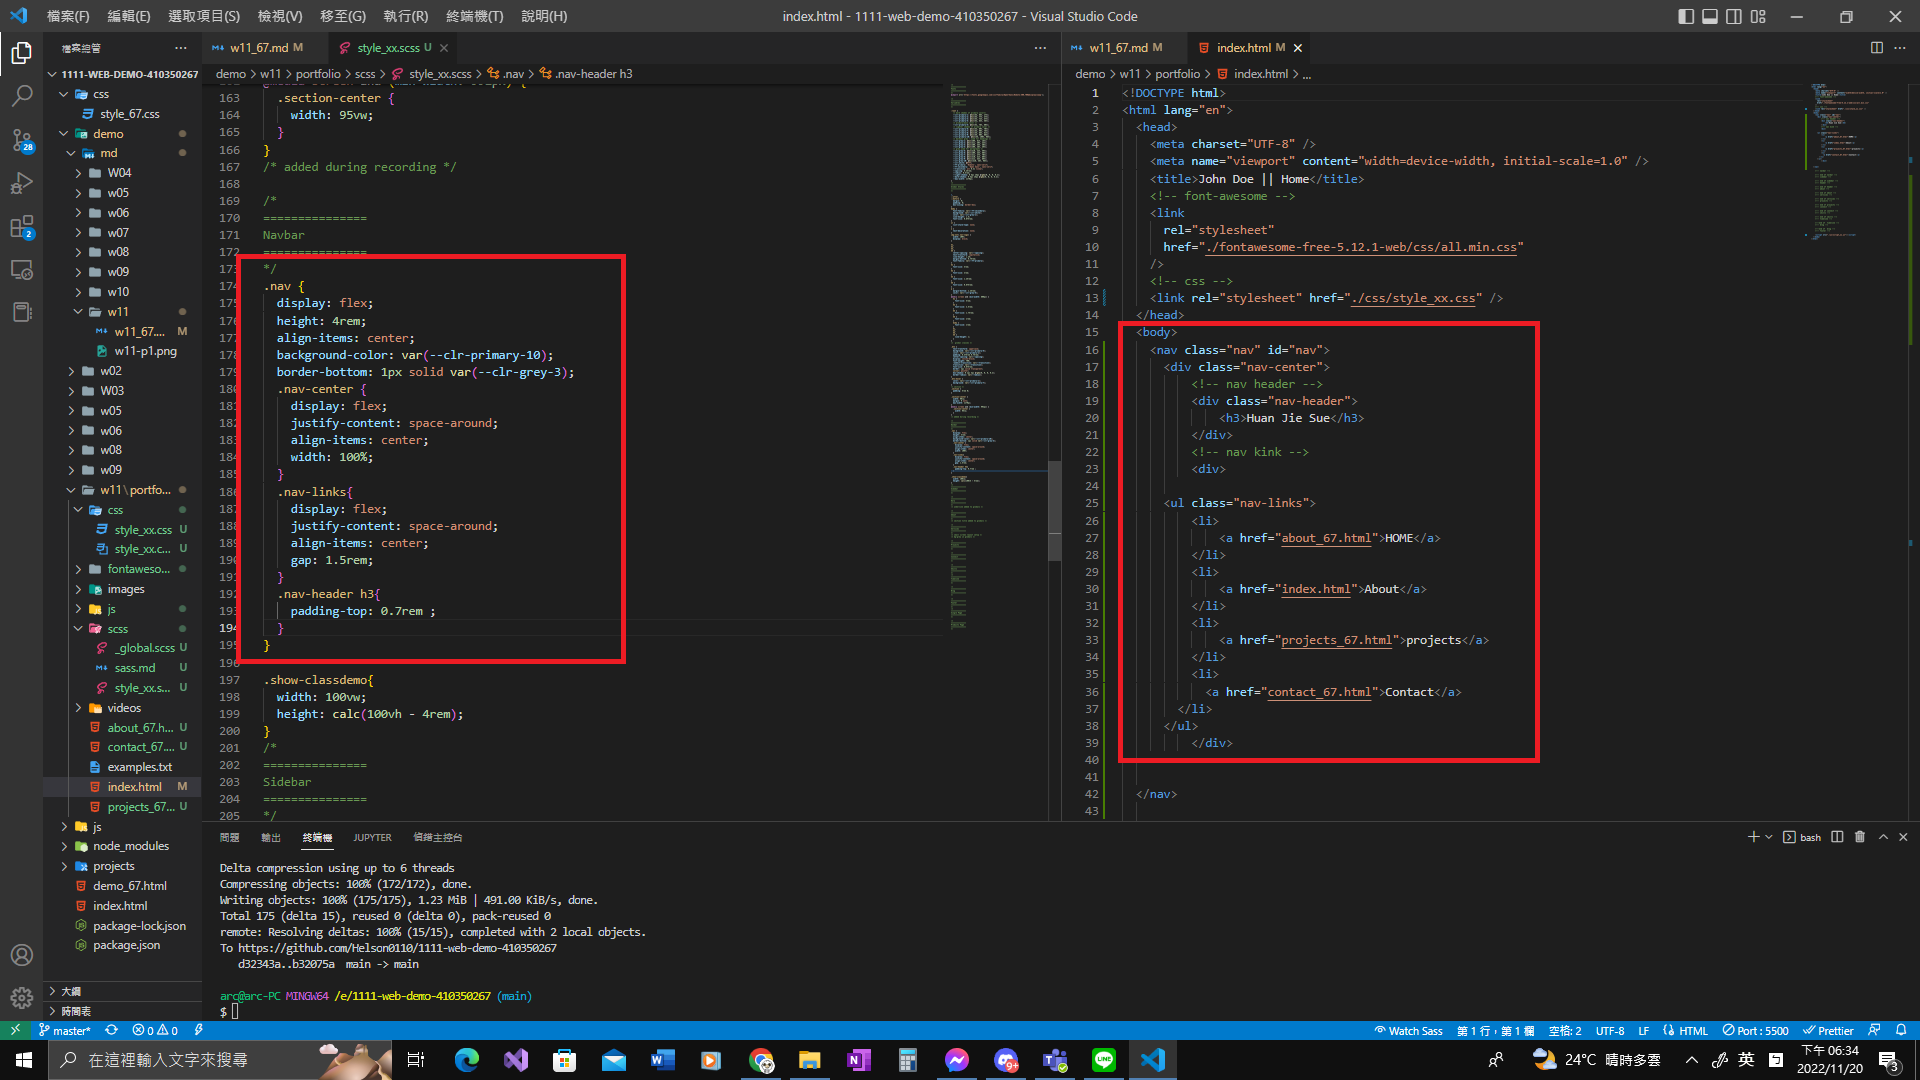 檔案(F) 編輯(E) 選取項目(S) 檢視(V) 移至(G) 執行(R) 終端機(T) 說明(H)
index.html - 1111-web-demo-410350267 - Visual Studio Code
檔案總管
1111-WEB-DEMO-410350267
css
style_67.css
demo
md
W04
w05
w06
w07
w08
w09
w10
w11
w11_67.... M
w11-p1.png
w02
W03
w05
w06
w08
w09
w11\portfo...
css
style_xx.css U
style_xx.c... U
fontaweso...
images
js
scss
_global.scss U
sass.md U
style_xx.s... U
videos
about_67.h... U
contact_67.... U
examples.txt
index.html M
projects_67... U
js
node_modules
projects
demo_67.html
index.html
package-lock.json
package.json
大綱
時間表
28
2
w11_67.md M
style_xx.scss U
demo > w11 > portfolio > scss > style_xx.scss > .nav > .nav-header h3
163 .section-center {
164 width: 95vw;
165 }
166 }
167 /* added during recording */
168
169 /*
170 ===============
171 Navbar
172 ===============
173 */
174 .nav {
175 display: flex;
176 height: 4rem;
177 align-items: center;
178 background-color: var(--clr-primary-10);
179 border-bottom: 1px solid var(--clr-grey-3);
180 .nav-center {
181 display: flex;
182 justify-content: space-around;
183 align-items: center;
184 width: 100%;
185 }
186 .nav-links{
187 display: flex;
188 justify-content: space-around;
189 align-items: center;
190 gap: 1.5rem;
191 }
192 .nav-header h3{
193 padding-top: 0.7rem ;
194 }
195 }
196
197 .show-classdemo{
198 width: 100vw;
199 height: calc(100vh - 4rem);
200 }
201 /*
202 ===============
203 Sidebar
204 ===============
205 */
w11_67.md M
index.html M
demo > w11 > portfolio > index.html > ...
1 <!DOCTYPE html>
2 <html lang="en">
3 <head>
4 <meta charset="UTF-8" />
5 <meta name="viewport" content="width=device-width, initial-scale=1.0" />
6 <title>John Doe || Home</title>
7 <!-- font-awesome -->
8 <link
9 rel="stylesheet"
10 href="./fontawesome-free-5.12.1-web/css/all.min.css"
11 />
12 <!-- css -->
13 <link rel="stylesheet" href="./css/style_xx.css" />
14 </head>
15 <body>
16 <nav class="nav" id="nav">
17 <div class="nav-center">
18 <!-- nav header -->
19 <div class="nav-header">
20 <h3>Huan Jie Sue</h3>
21 </div>
22 <!-- nav kink -->
23 <div>
24
25 <ul class="nav-links">
26 <li>
27 <a href="about_67.html">HOME</a>
28 </li>
29 <li>
30 <a href="index.html">About</a>
31 </li>
32 <li>
33 <a href="projects_67.html">projects</a>
34 </li>
35 <li>
36 <a href="contact_67.html">Contact</a>
37 </li>
38 </ul>
39 </div>
40
41
42 </nav>
43
問題 輸出 終端機 JUPYTER 偵錯主控台
bash
Delta compression using up to 6 threads
Compressing objects: 100% (172/172), done.
Writing objects: 100% (175/175), 1.23 MiB | 491.00 KiB/s, done.
Total 175 (delta 15), reused 0 (delta 0), pack-reused 0
remote: Resolving deltas: 100% (15/15), completed with 2 local objects.
To https://github.com/Helson0110/1111-web-demo-410350267
d32343a..b32075a main -> main
arc@arc-PC MINGW64 /e/1111-web-demo-410350267 (main)
$
master* 0 0 Watch Sass 第 1 行，第 1 欄 空格: 2 UTF-8 LF HTML Port : 5500 Prettier
在這裡輸入文字來搜尋
9+
24°C 晴時多雲
英
下午 06:34
2022/11/20
3